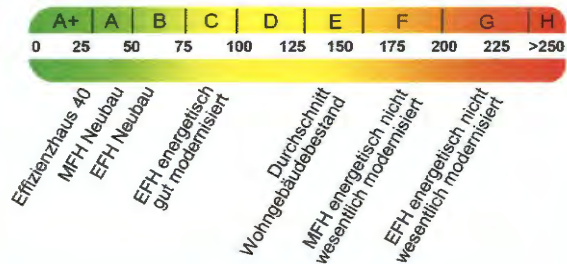 A+ A B C D E F G H
0 25 50 75 100 125 150 175 200 225 >250
Effizienzhaus 40
MFH Neubau
EFH Neubau
EFH energetisch
gut modernisiert
Durchschnitt
Wohngebäudebestand
MFH energetisch nicht
wesentlich modernisiert
EFH energetisch nicht
wesentlich modernisiert